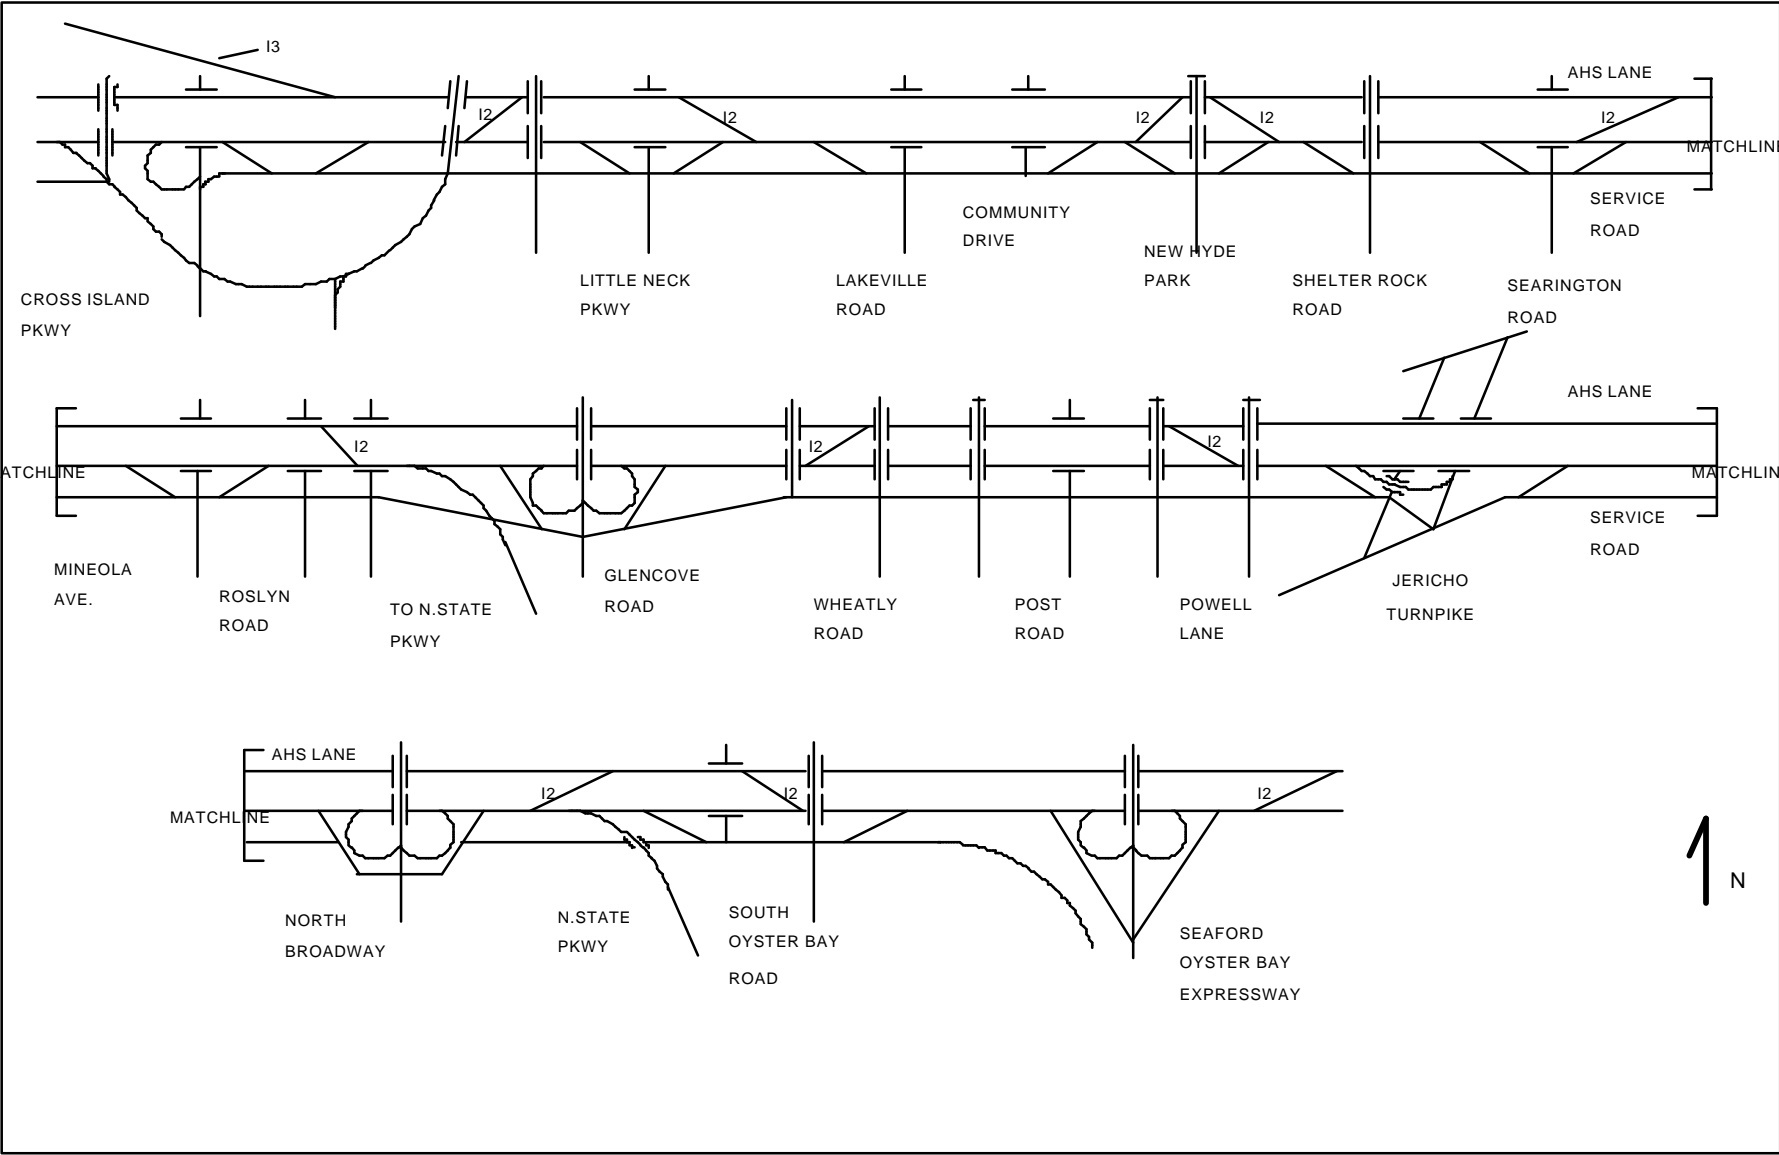 I3
AHS LANE
I2
I2
I2
I2
I2
MATCHLINE
SERVICE
ROAD
COMMUNITY
DRIVE
NEW HYDE
PARK
LITTLE NECK
PKWY
LAKEVILLE
ROAD
SHELTER ROCK
ROAD
SEARINGTON
ROAD
CROSS ISLAND
PKWY
AHS LANE
I2
I2
I2
ATCHLINE
MATCHLIN
SERVICE
ROAD
MINEOLA
AVE.
ROSLYN
ROAD
TO N.STATE
PKWY
GLENCOVE
ROAD
WHEATLY
ROAD
POST
ROAD
POWELL
LANE
JERICHO
TURNPIKE
AHS LANE
I2
I2
I2
MATCHLINE
NORTH
BROADWAY
N.STATE
PKWY
SOUTH
OYSTER BAY
ROAD
SEAFORD
OYSTER BAY
EXPRESSWAY
N